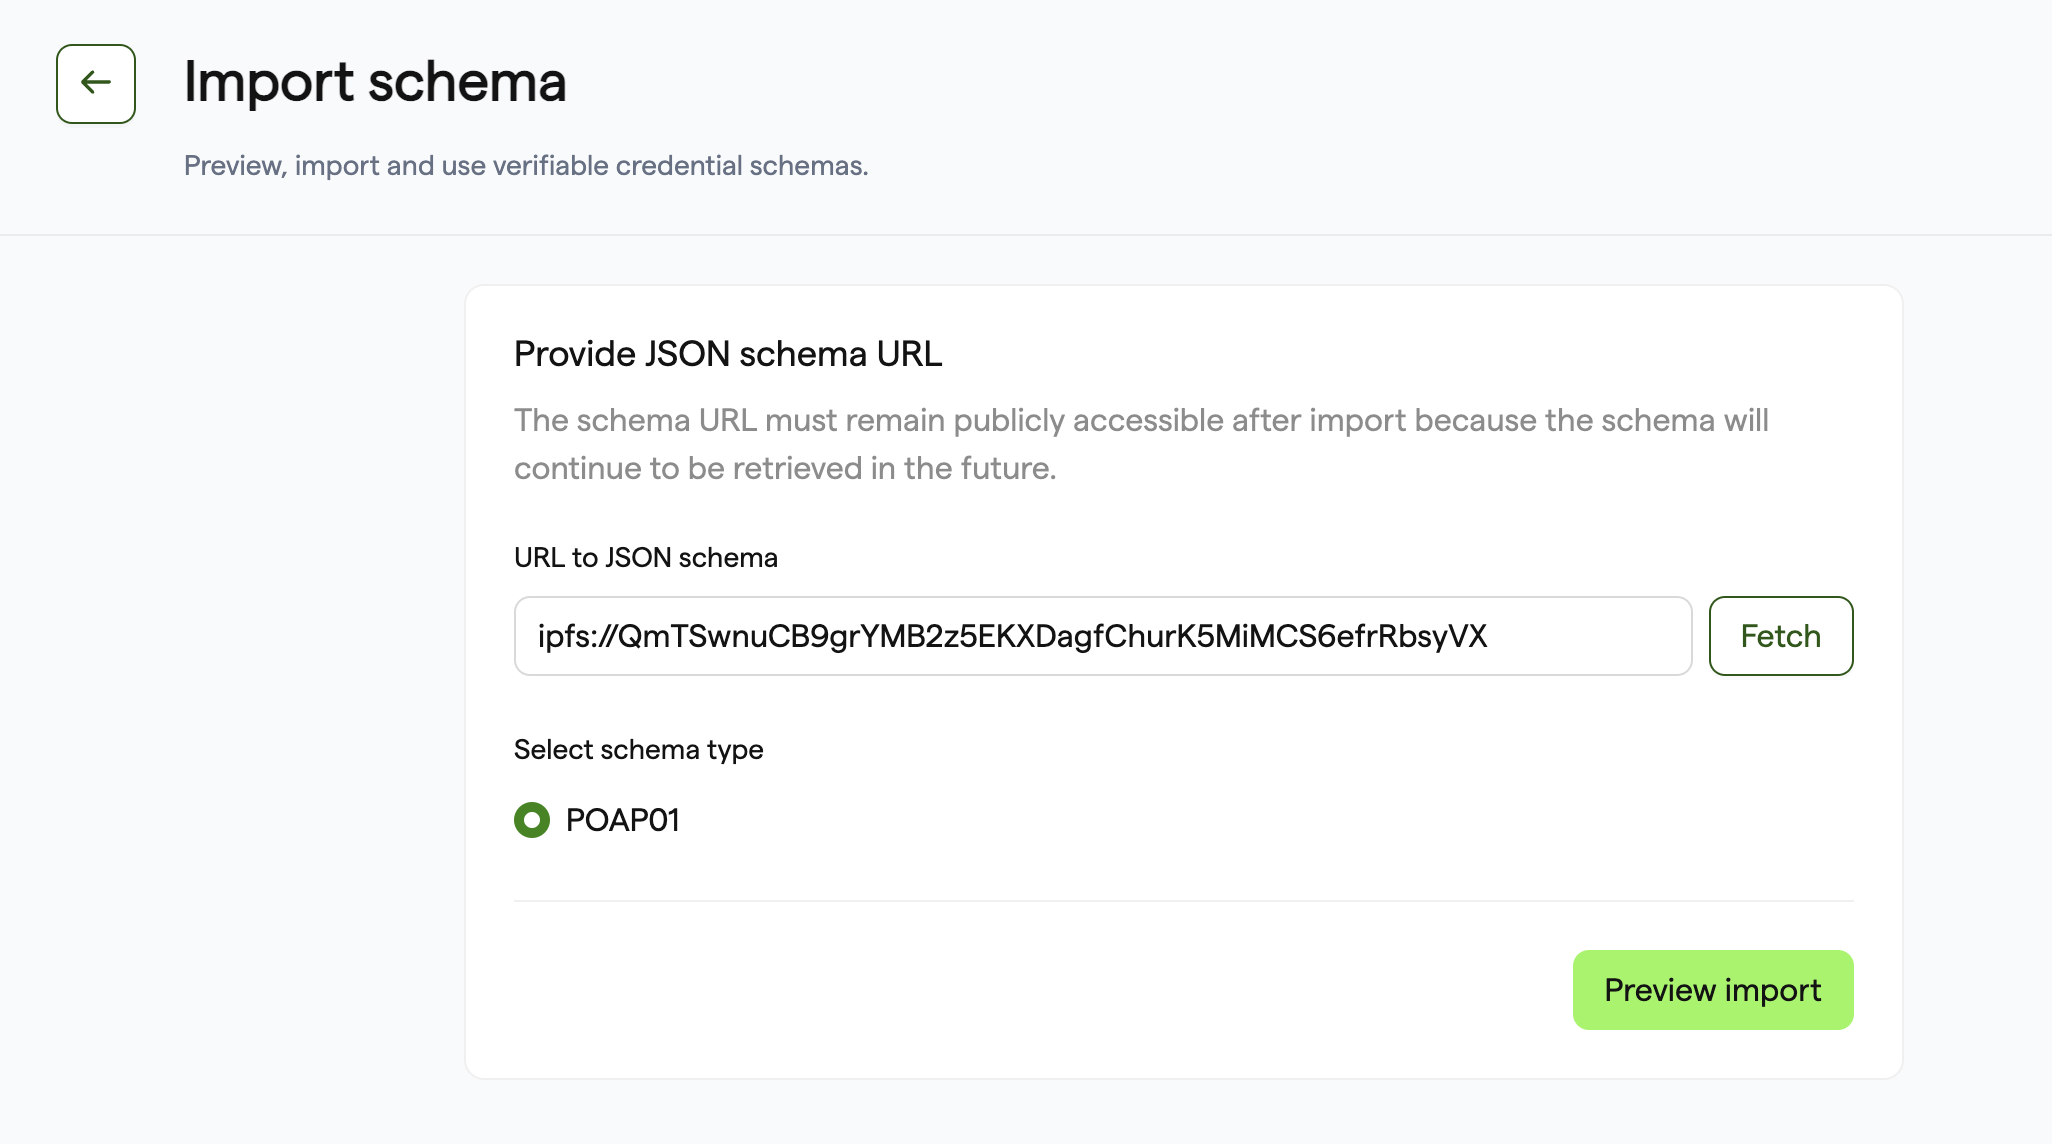 Import schema
Preview, import and use verifiable credential schemas.
Provide JSON schema URL
The schema URL must remain publicly accessible after import because the schema will
continue to be retrieved in the future.
URL to JSON schema
ipfs://QmTSwnuCB9grYMB2z5EKXDagfChurK5MiMCS6efrRbsyVX
Fetch
Select schema type
POAP01
Preview import